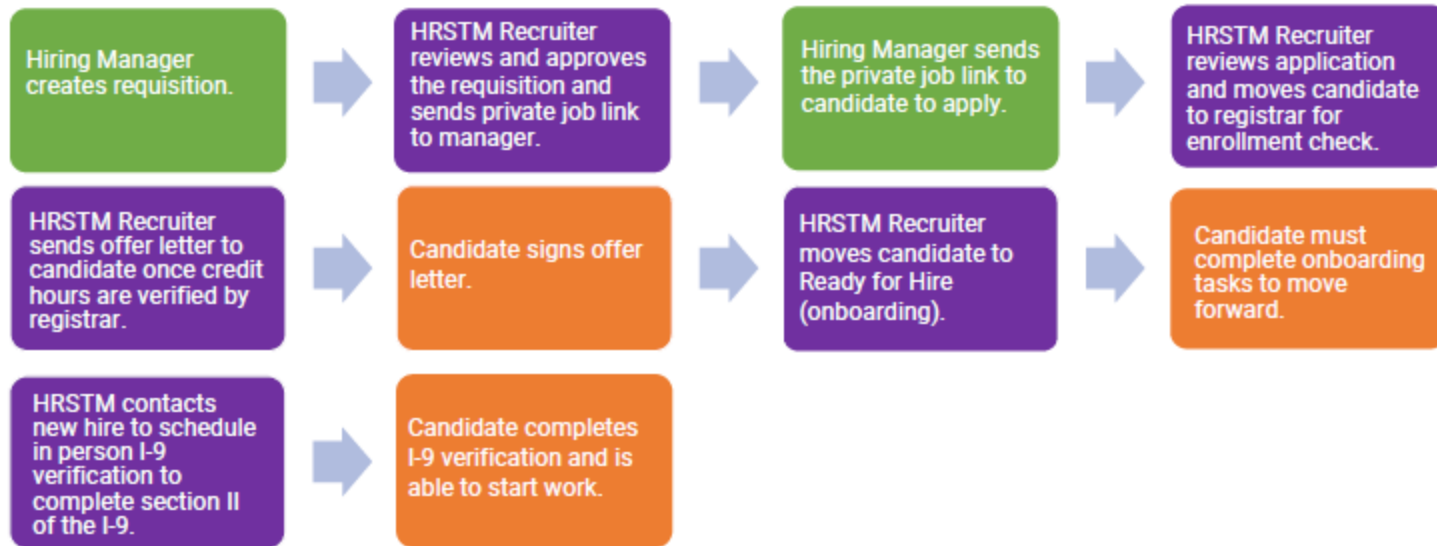 Hiring Manager
creates requisition.
HRSTM Recruiter
reviews and approves
the requisition and
sends private job link
to manager.
Hiring Manager sends
the private job link to
candidate to apply.
HRSTM Recruiter
reviews application
and moves candidate
to registrar for
enrollment check.
HRSTM Recruiter
sends offer letter to
candidate once credit
hours are verified by
registrar.
Candidate signs offer
letter.
HRSTM Recruiter
moves candidate to
Ready for Hire
(onboarding).
Candidate must
complete onboarding
tasks to move
forward.
HRSTM contacts
new hire to schedule
in person I-9
verification to
complete section II
of the I-9.
Candidate completes
I-9 verification and is
able to start work.